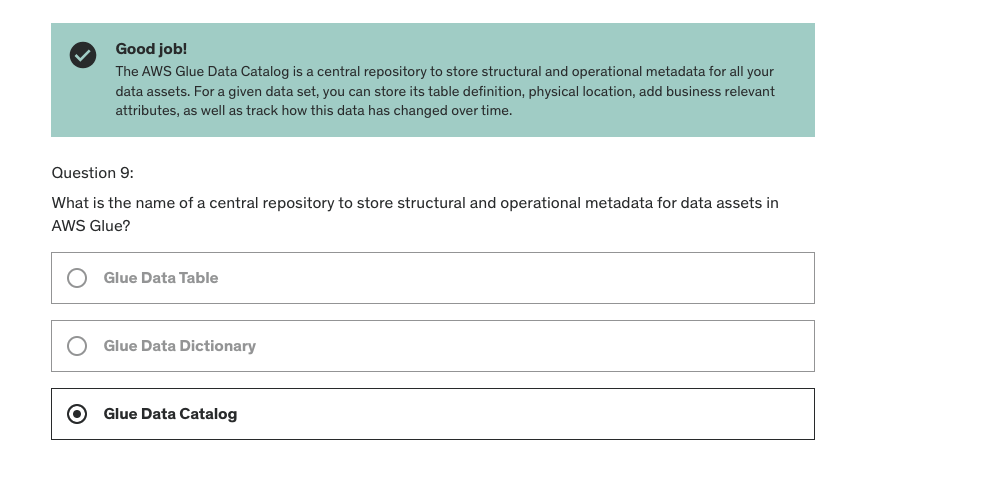 Good job!
The AWS Glue Data Catalog is a central repository to store structural and operational metadata for all your
data assets. For a given data set, you can store its table definition, physical location, add business relevant
attributes, as well as track how this data has changed over time.
Question 9:
What is the name of a central repository to store structural and operational metadata for data assets in
AWS Glue?
Glue Data Table
Glue Data Dictionary
Glue Data Catalog